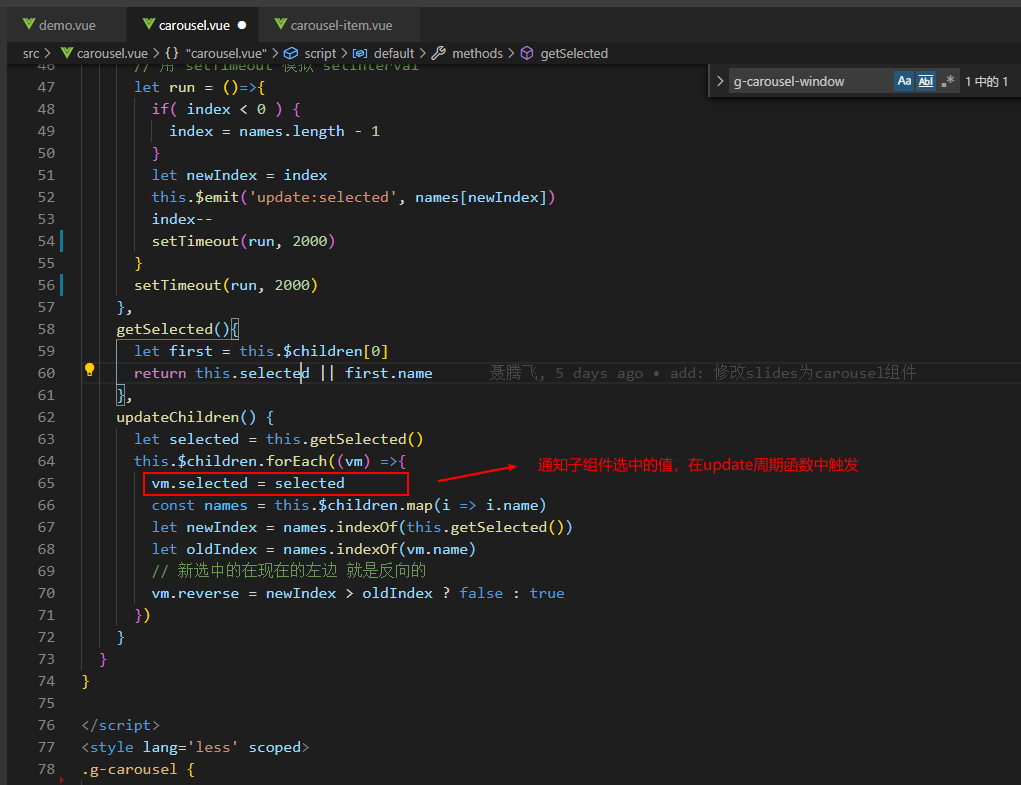 demo.vue
carousel.vue
carousel-item.vue
src > carousel.vue > {} "carousel.vue" > script > default > methods > getSelected
g-carousel-window
Aa
Abl
.*
1 中的 1
46 // 用 setTimeout 模拟 setInterval
47 let run = ()=>{
48 if( index < 0 ) {
49 index = names.length - 1
50 }
51 let newIndex = index
52 this.$emit('update:selected', names[newIndex])
53 index--
54 setTimeout(run, 2000)
55 }
56 setTimeout(run, 2000)
57 },
58 getSelected(){
59 let first = this.$children[0]
60 return this.selected || first.name 聂腾飞, 5 days ago • add: 修改slides为carousel组件
61 },
62 updateChildren() {
63 let selected = this.getSelected()
64 this.$children.forEach((vm) =>{
通知子组件选中的值，在update周期函数中触发
65 vm.selected = selected
66 const names = this.$children.map(i => i.name)
67 let newIndex = names.indexOf(this.getSelected())
68 let oldIndex = names.indexOf(vm.name)
69 // 新选中的在现在的左边 就是反向的
70 vm.reverse = newIndex > oldIndex ? false : true
71 })
72 }
73 }
74 }
75
76 </script>
77 <style lang='less' scoped>
78 .g-carousel {